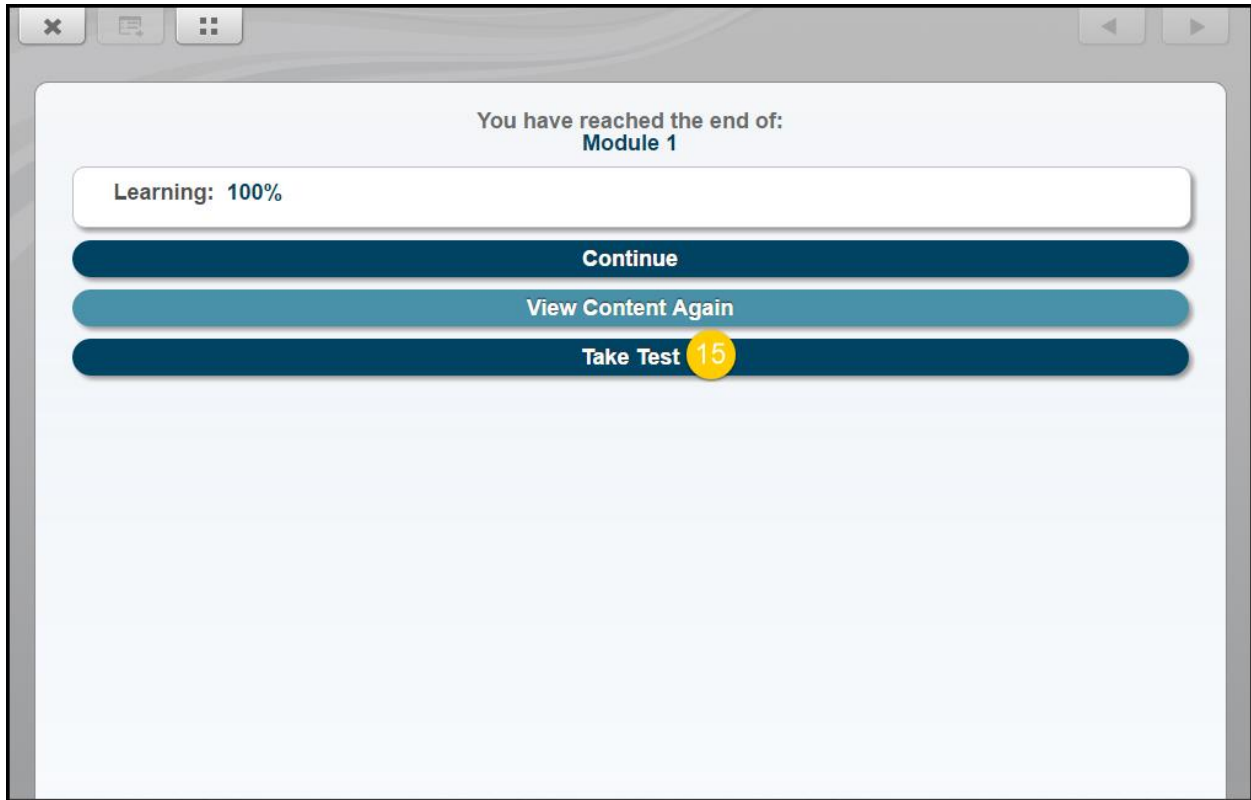 You have reached the end of:
Module 1
Learning: 100%
Continue
View Content Again
Take Test 15